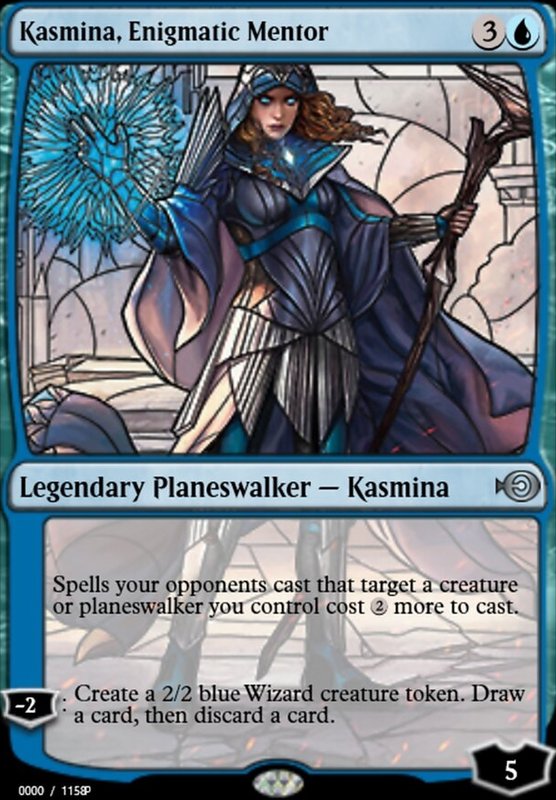 Kasmina, Enigmatic Mentor 3
Legendary Planeswalker — Kasmina
Spells your opponents cast that target a creature
or planeswalker you control cost 2 more to cast.
-2 : Create a 2/2 blue Wizard creature token. Draw
a card, then discard a card.
5
0000 / 1158P